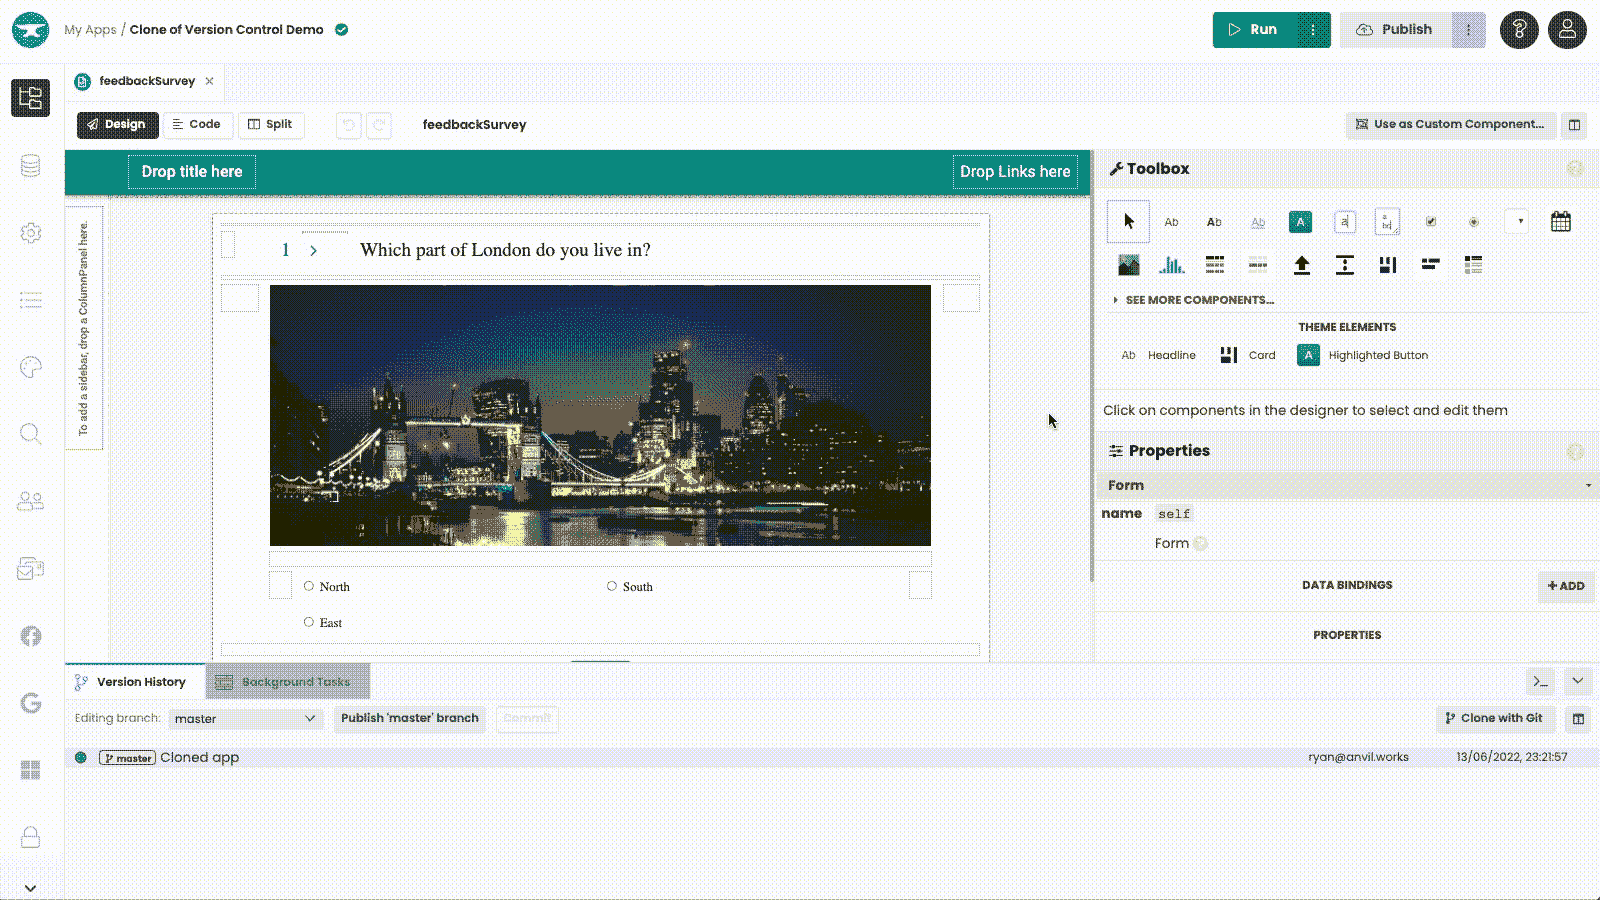 My Apps / Clone of Version Control Demo
Run
Publish
feedbackSurvey
Design
Code
Split
feedbackSurvey
Use as Custom Component...
Drop title here
Drop Links here
To add a sidebar, drop a ColumnPanel here.
1
Which part of London do you live in?
North
South
East
Toolbox
Ab
Ab
Ab
A
a
SEE MORE COMPONENTS...
THEME ELEMENTS
Ab Headline
Card
A Highlighted Button
Click on components in the designer to select and edit them
Properties
Form
name self
Form
DATA BINDINGS
+ ADD
PROPERTIES
Version History
Background Tasks
Editing branch: master
Publish 'master' branch
Commit
Clone with Git
master Cloned app
ryan@anvil.works
13/06/2022, 23:21:57